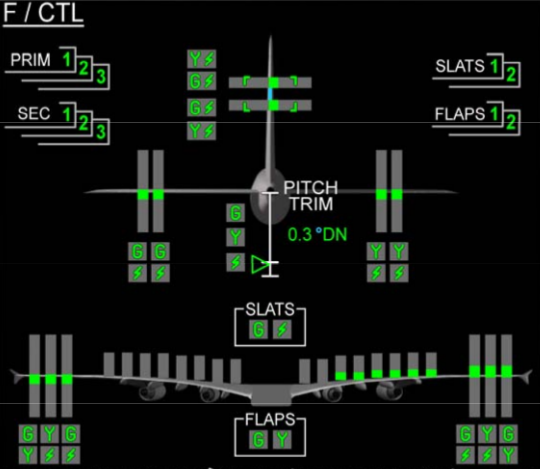 F / CTL
PRIM 1 2 3
SEC 1 2 3
Y
G
G
Y
SLATS 1 2
FLAPS 1 2
PITCH
TRIM
0.3 °DN
G
Y
G G
Y Y
SLATS
G
FLAPS
G Y
G Y G
Y G
G Y G
Y